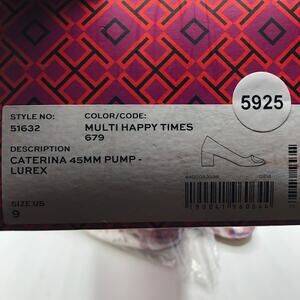 5925
STYLE NO:
51632
COLOR/CODE:
MULTI HAPPY TIMES
679
DESCRIPTION
CATERINA 45MM PUMP -
LUREX
SIZE US
9